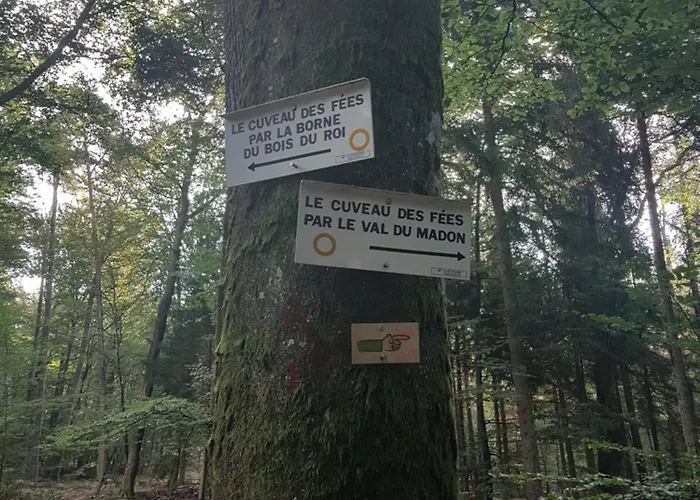 LE CUVEAU DES FÉES
PAR LA BORNE
DU BOIS DU ROI
LE CUVEAU DES FÉES
PAR LE VAL DU MADON